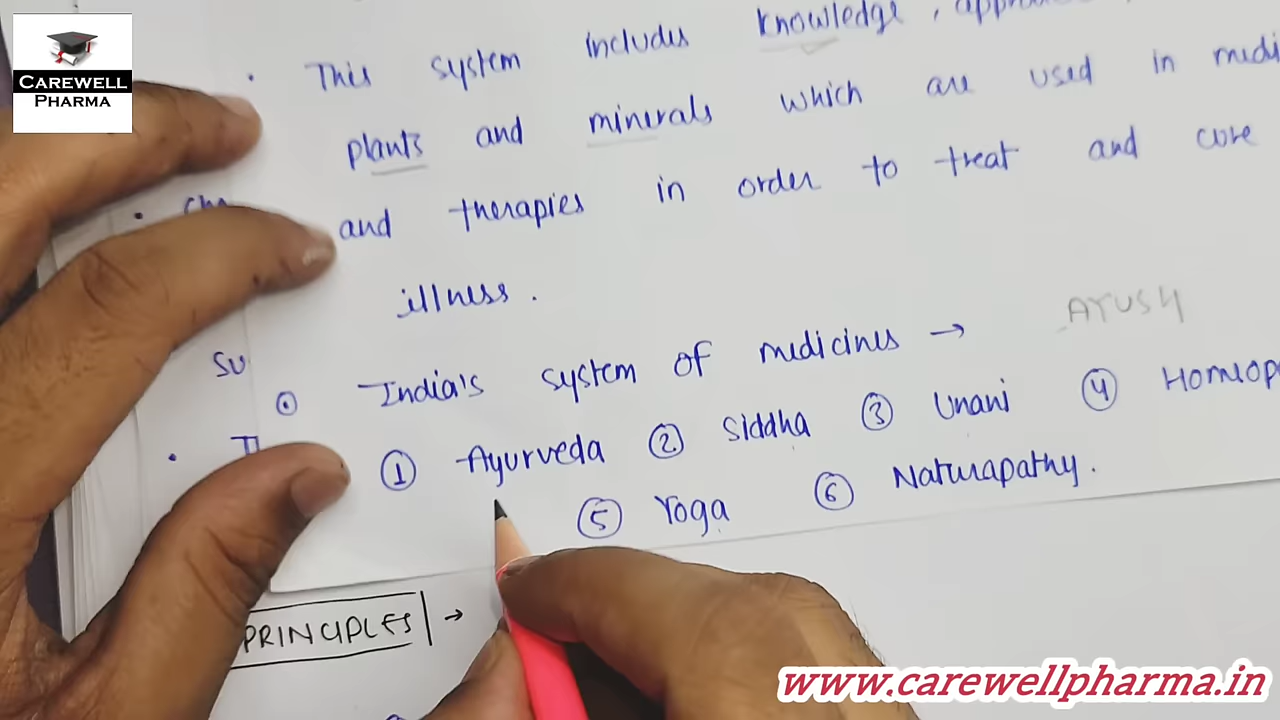 CAREWELL
PHARMA
• This system includes knowledge,
plants and minerals which are used in
and therapies in order to treat and cure
illness.
AYUSH
India's system of medicines →
① Ayurveda ② Siddha ③ Unani ④
⑤ Yoga ⑥ Naturapathy.
PRINCIPLES →
www.carewellpharma.in